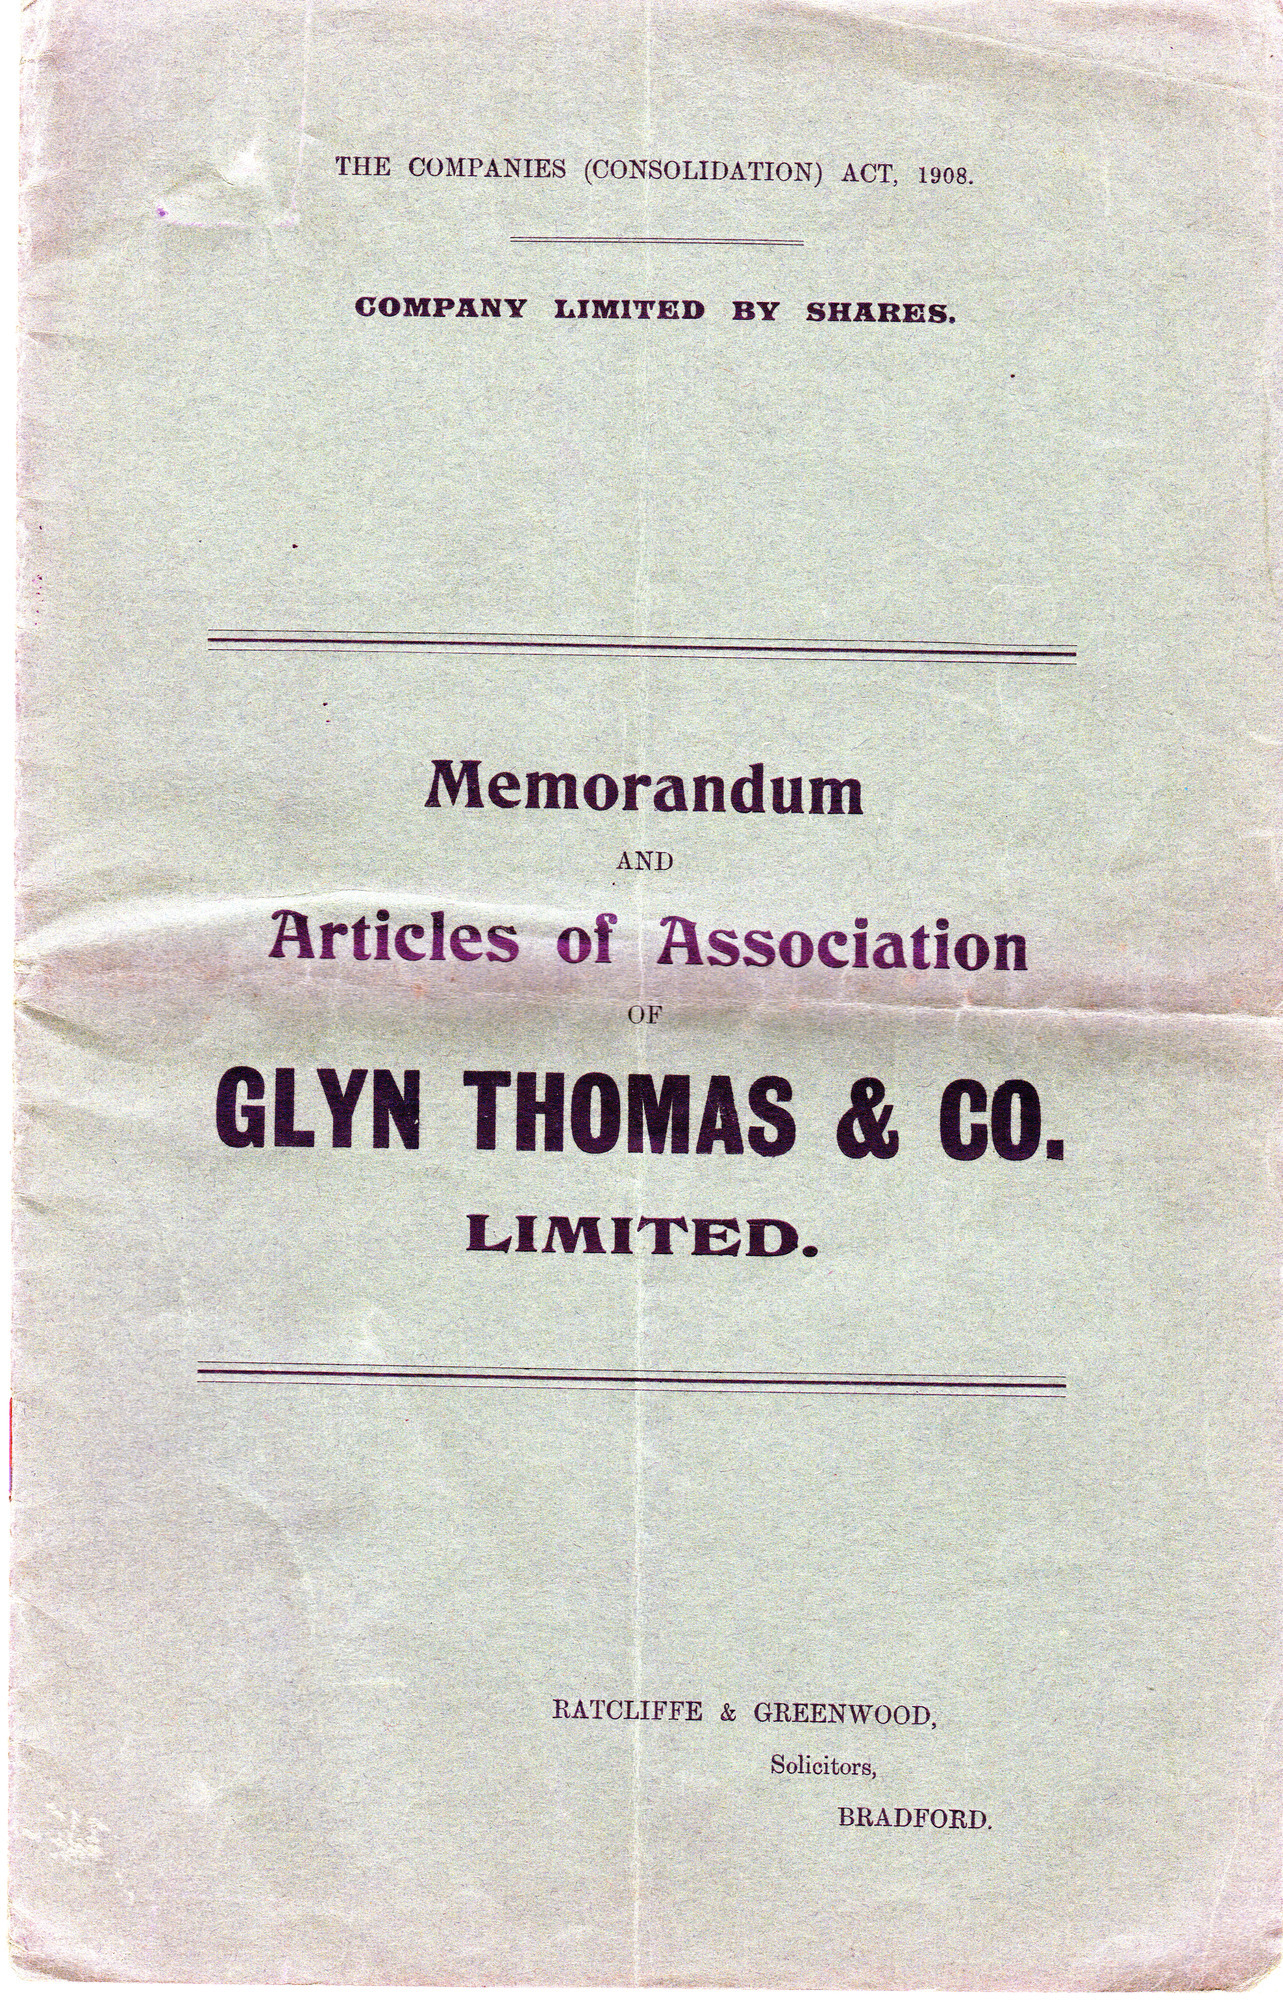 THE COMPANIES (CONSOLIDATION) ACT, 1908.
COMPANY LIMITED BY SHARES.
Memorandum
AND
Articles of Association
OF
GLYN THOMAS & CO.
LIMITED.
RATCLIFFE & GREENWOOD,
Solicitors,
BRADFORD.